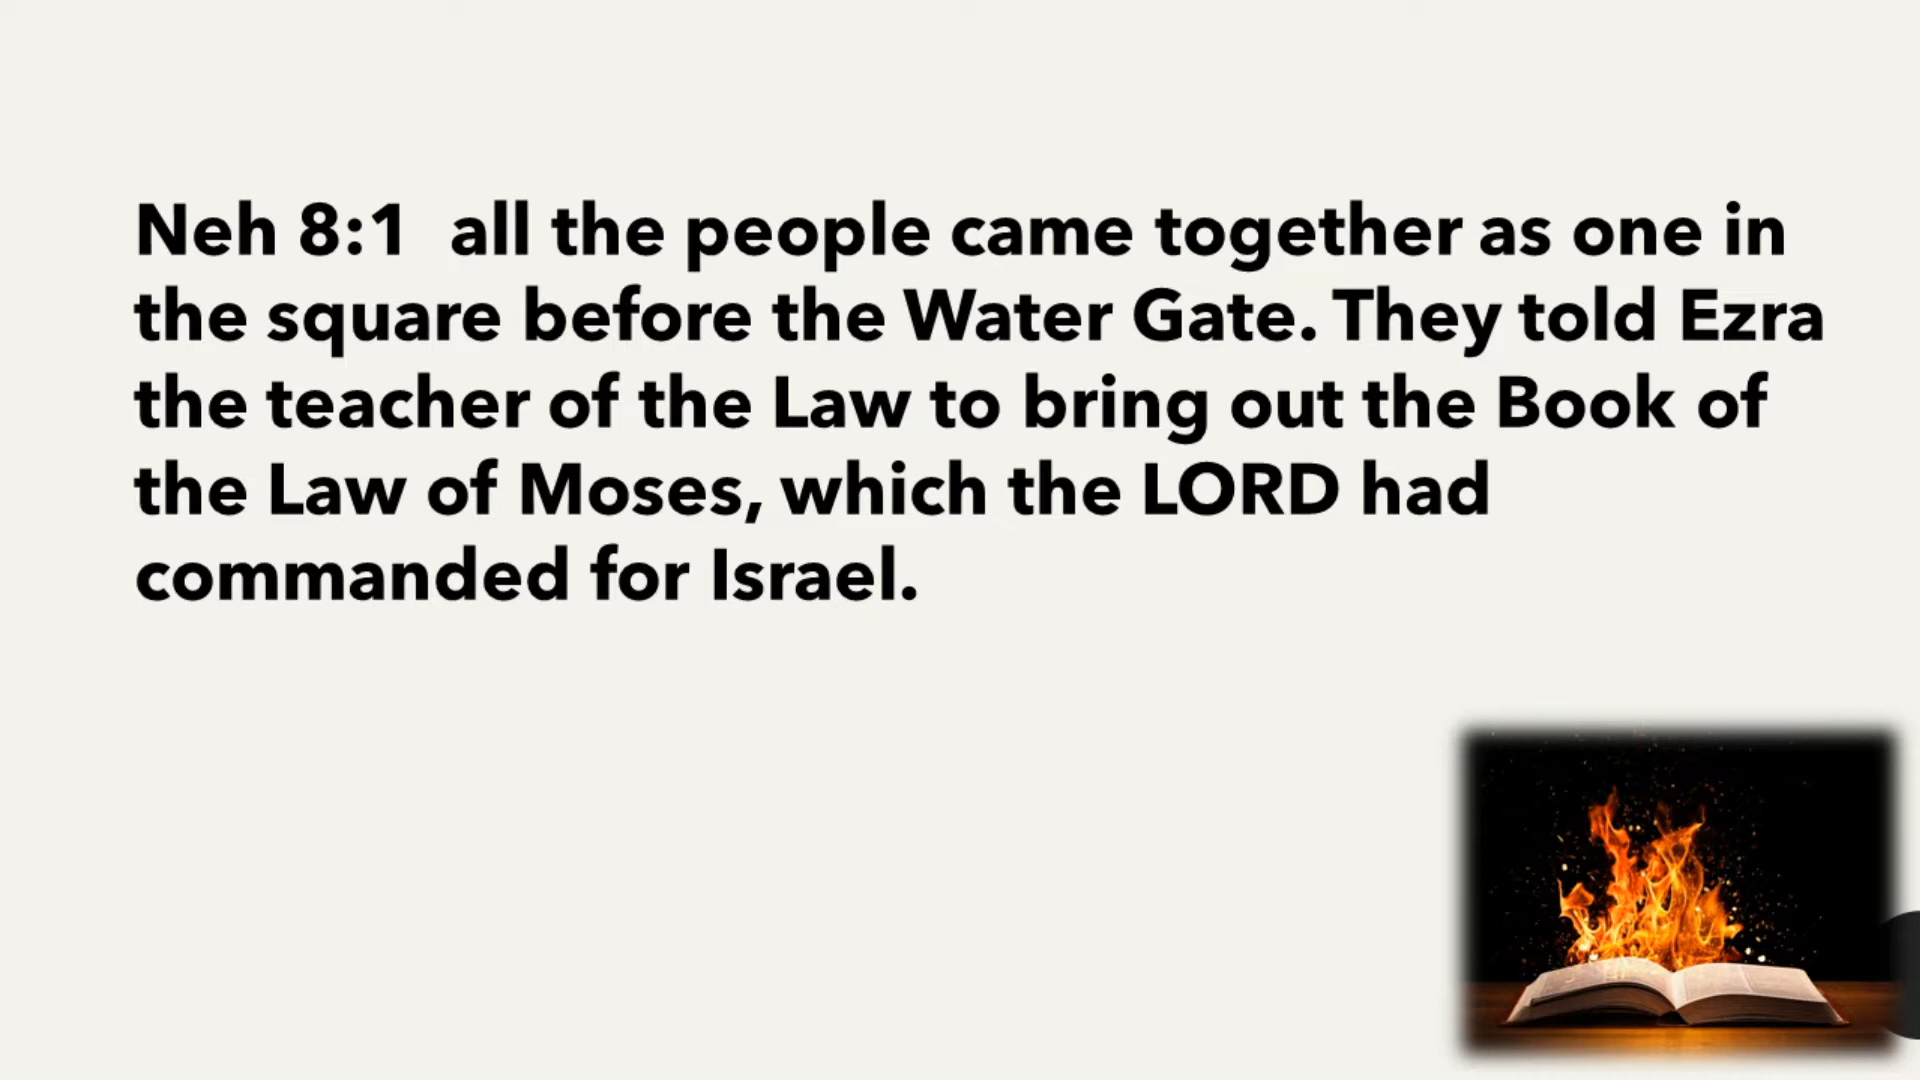 Neh 8:1  all the people came together as one in
the square before the Water Gate. They told Ezra
the teacher of the Law to bring out the Book of
the Law of Moses, which the LORD had
commanded for Israel.